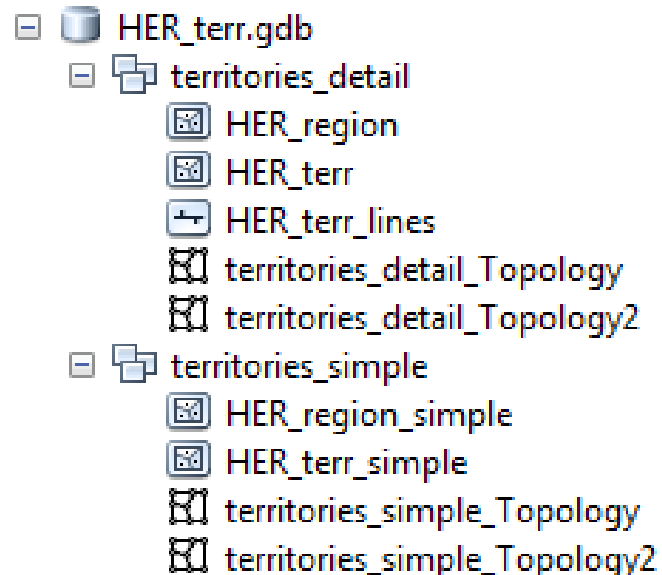 HER_terr.gdb
territories_detail
HER_region
HER_terr
HER_terr_lines
territories_detail_Topology
territories_detail_Topology2
territories_simple
HER_region_simple
HER_terr_simple
territories_simple_Topology
territories_simple_Topology2